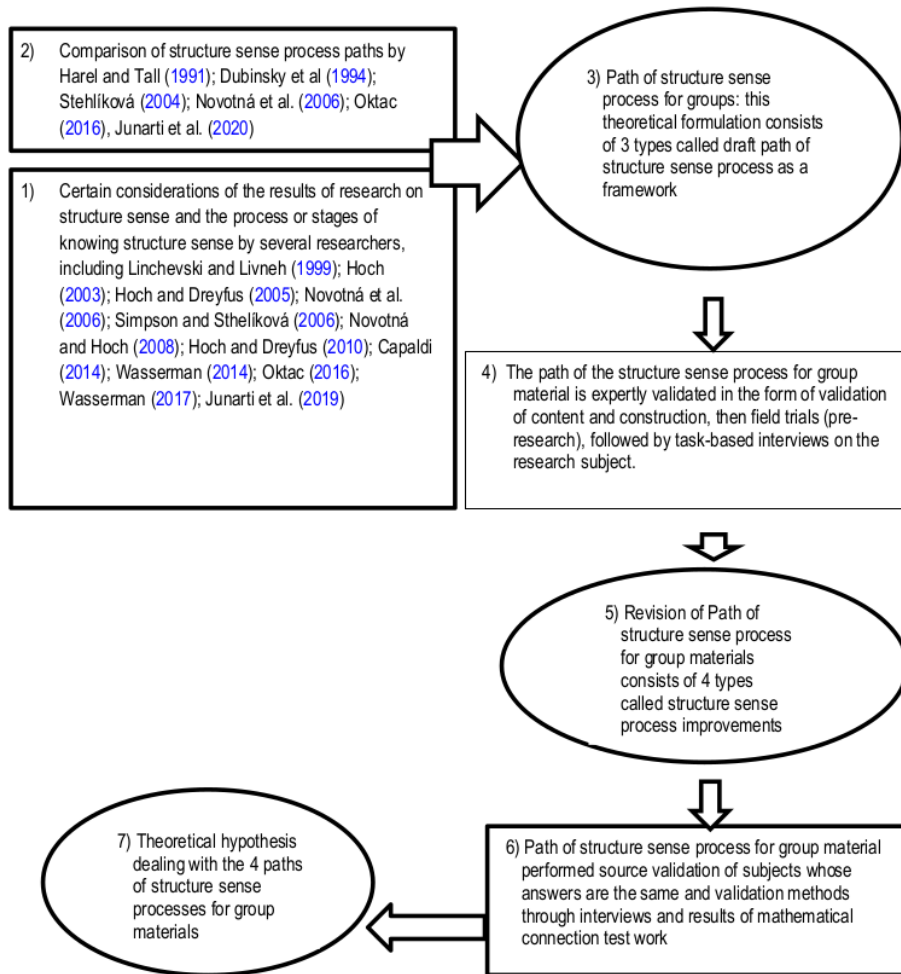 2) Comparison of structure sense process paths by
Harel and Tall (1991); Dubinsky et al (1994);
Stehlíková (2004); Novotná et al. (2006); Oktac
(2016), Junarti et al. (2020)
1) Certain considerations of the results of research on
structure sense and the process or stages of
knowing structure sense by several researchers,
including Linchevski and Livneh (1999); Hoch
(2003); Hoch and Dreyfus (2005); Novotná et al.
(2006); Simpson and Sthelíková (2006); Novotná
and Hoch (2008); Hoch and Dreyfus (2010); Capaldi
(2014); Wasserman (2014); Oktac (2016);
Wasserman (2017); Junarti et al. (2019)
3) Path of structure sense
process for groups: this
theoretical formulation consists
of 3 types called draft path of
structure sense process as a
framework
4) The path of the structure sense process for group
material is expertly validated in the form of validation
of content and construction, then field trials (pre-
research), followed by task-based interviews on the
research subject.
5) Revision of Path of
structure sense process
for group materials
consists of 4 types
called structure sense
process improvements
6) Path of structure sense process for group material
performed source validation of subjects whose
answers are the same and validation methods
through interviews and results of mathematical
connection test work
7) Theoretical hypothesis
dealing with the 4 paths
of structure sense
processes for group
materials